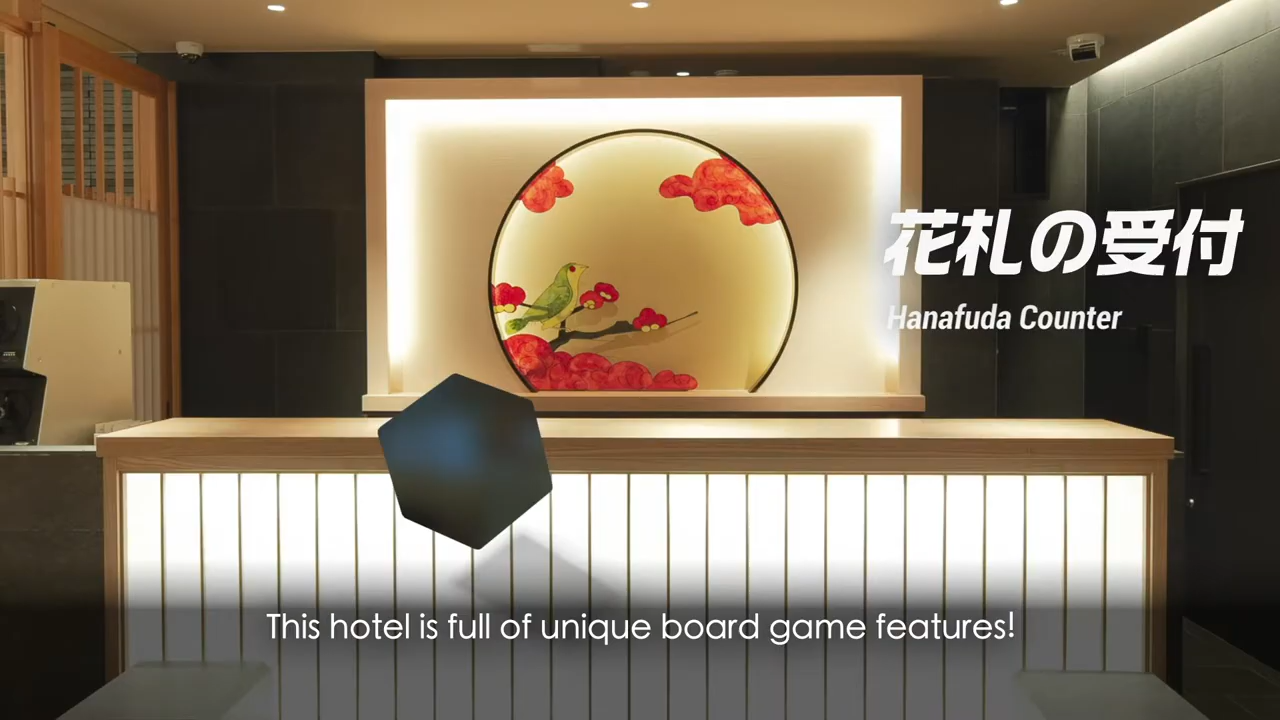 花札の受付
Hanafuda Counter
This hotel is full of unique board game features!